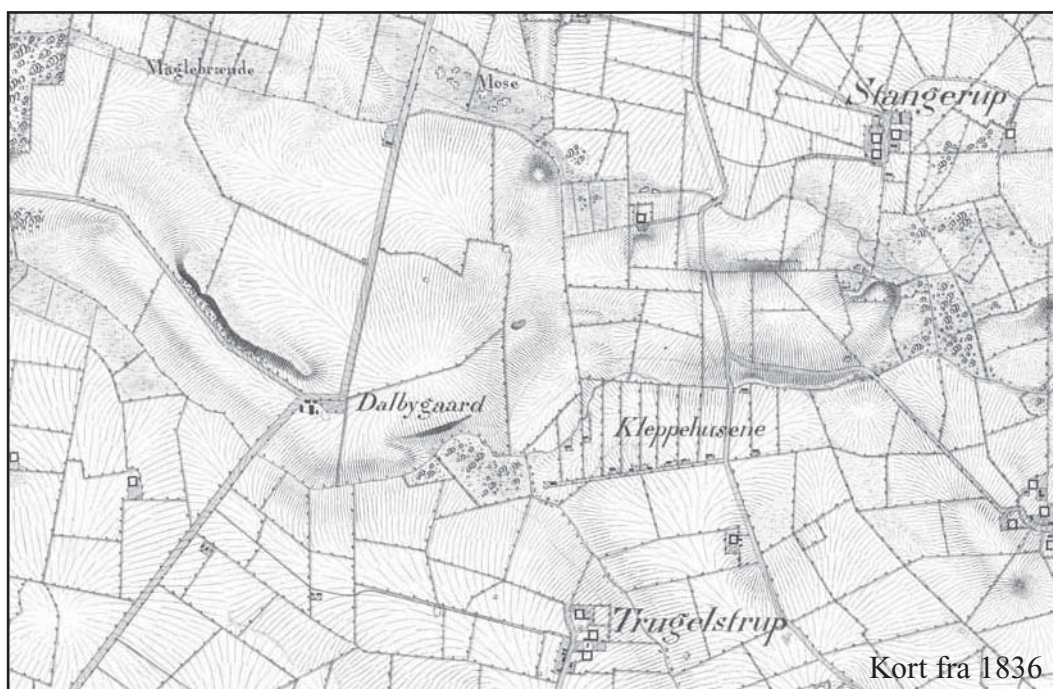 Maglebrænde
Mose
Stangerup
Dalbygaard
Kleppehusene
Trugelstrup
Kort fra 1836